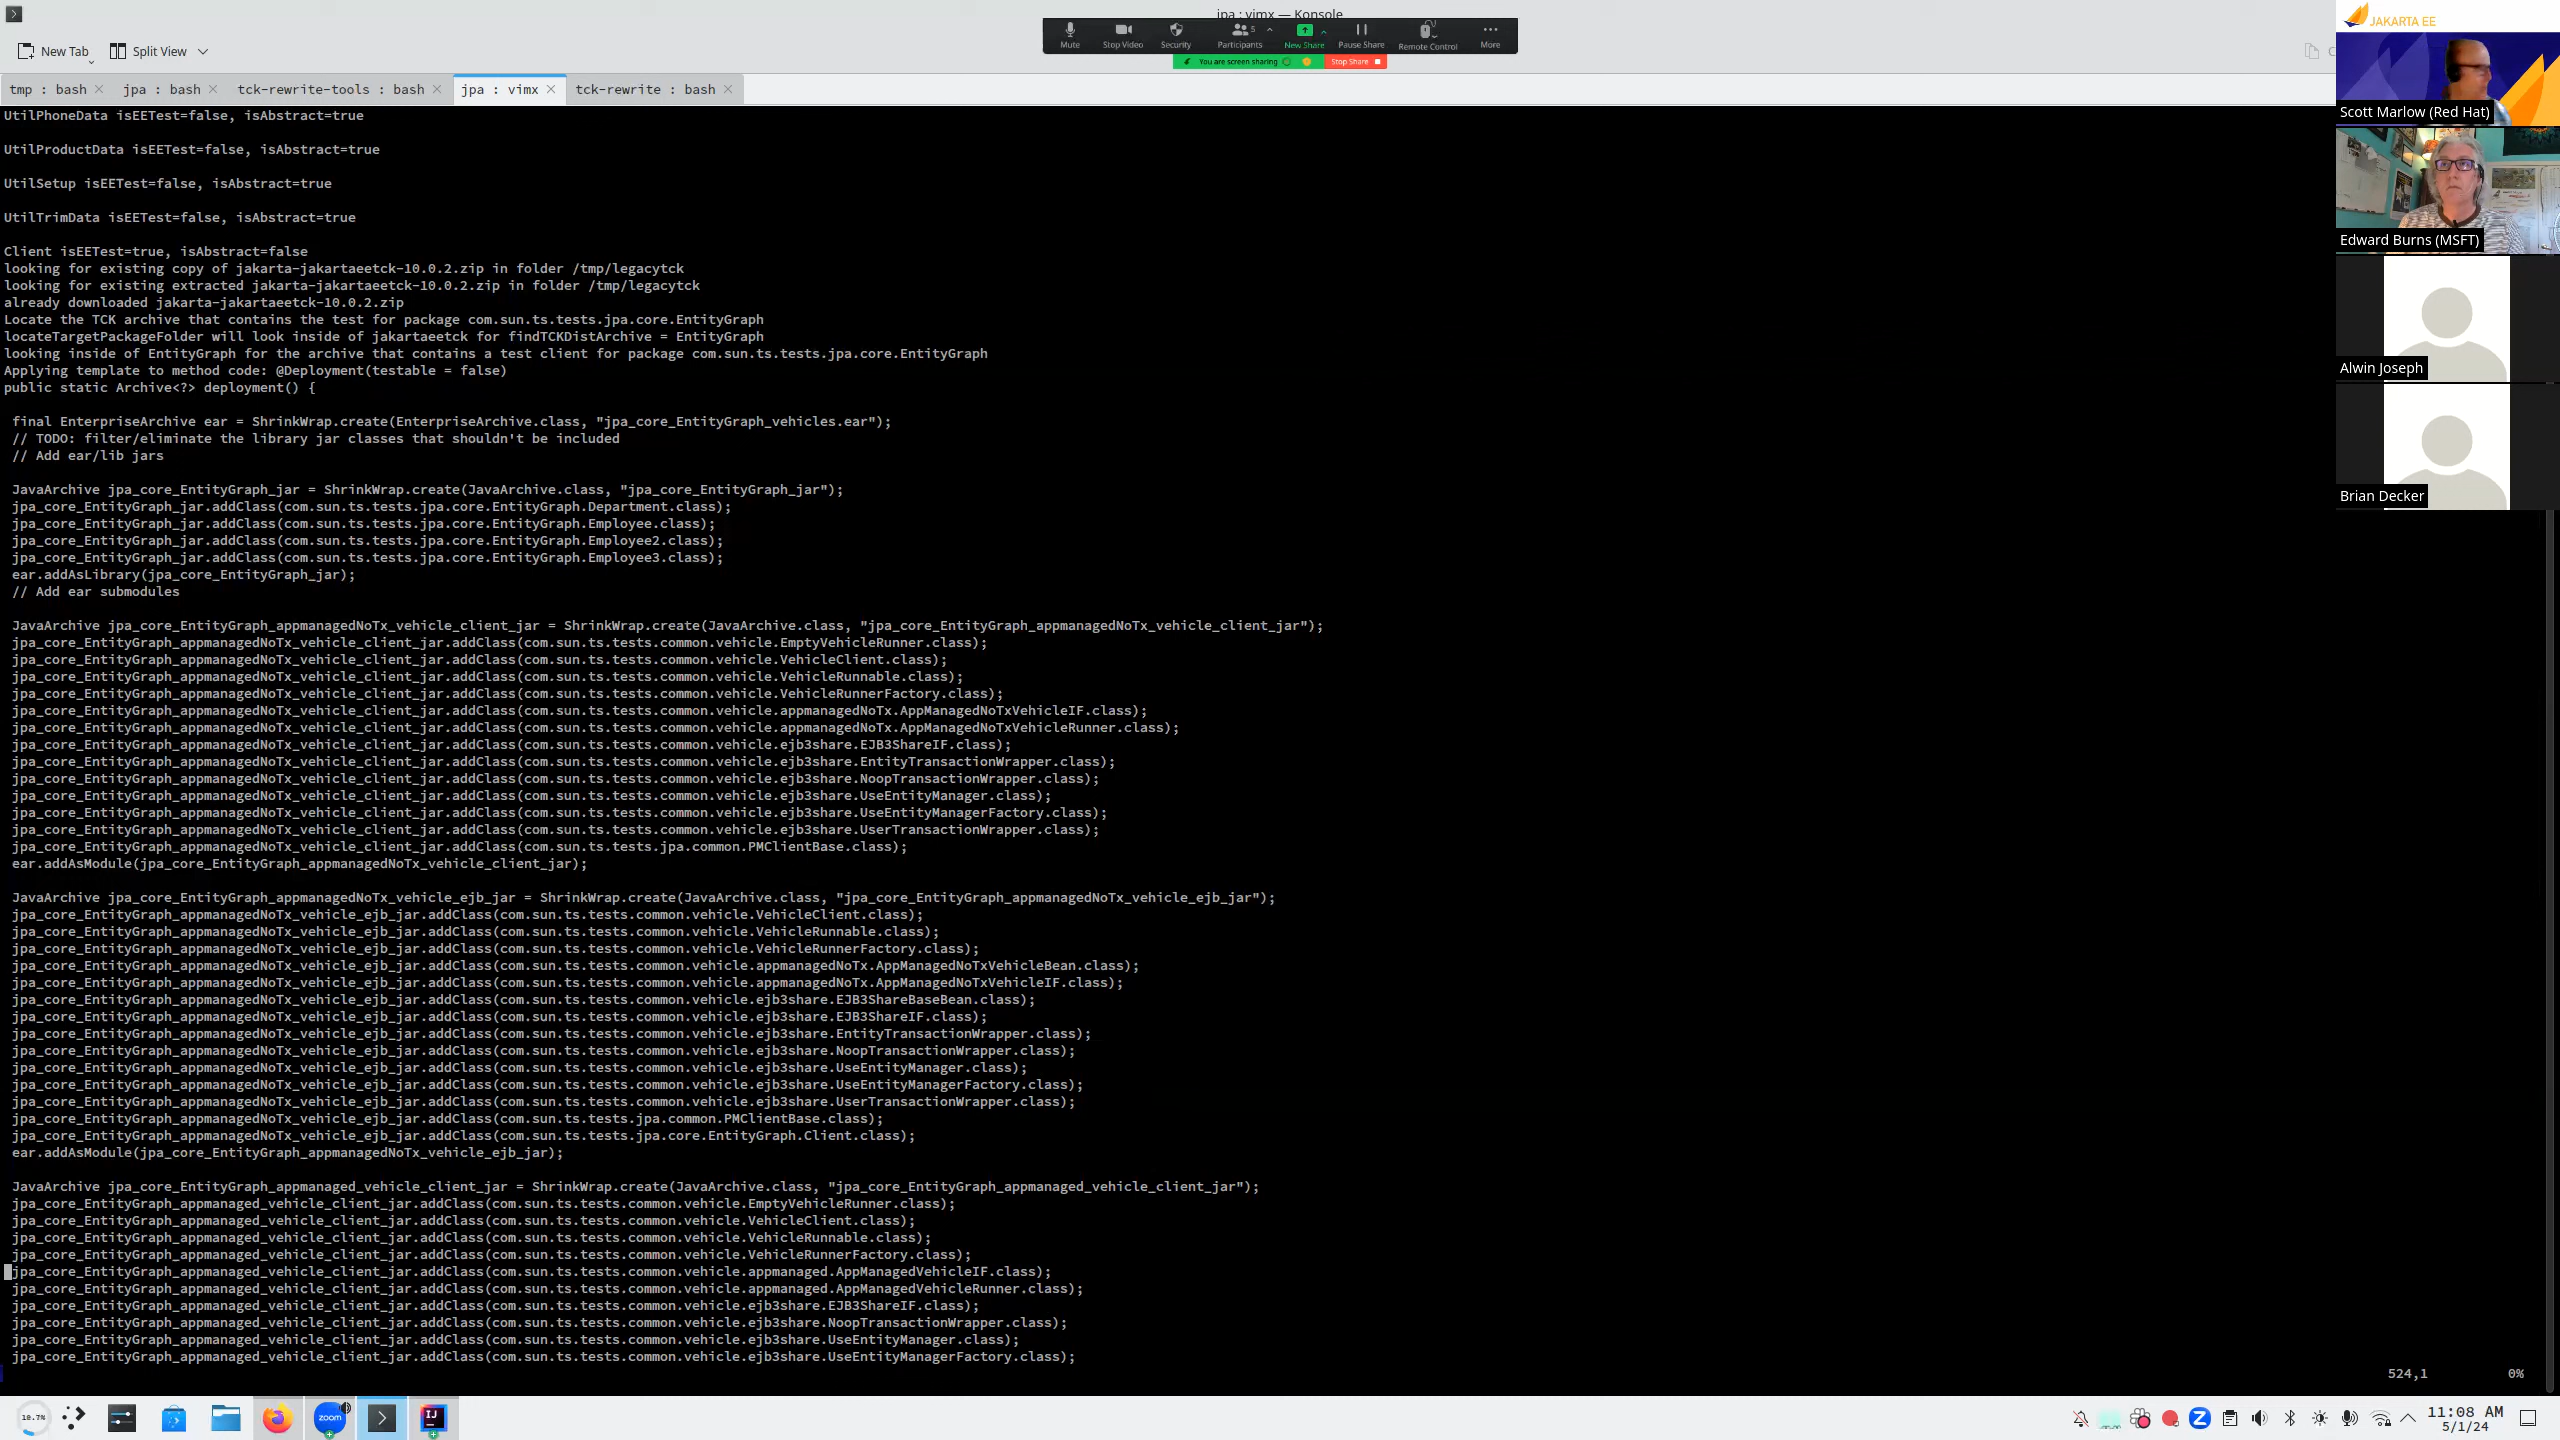 jpa : vimx — Konsole
New Tab
Split View
Mute
Stop Video
Security
Participants
5
New Share
Pause Share
Remote Control
More
You are screen sharing
Stop Share
tmp : bash
jpa : bash
tck-rewrite-tools : bash
jpa : vimx
tck-rewrite : bash
UtilPhoneData isEETest=false, isAbstract=true
UtilProductData isEETest=false, isAbstract=true
UtilSetup isEETest=false, isAbstract=true
UtilTrimData isEETest=false, isAbstract=true
Client isEETest=true, isAbstract=false
looking for existing copy of jakarta-jakartaeetck-10.0.2.zip in folder /tmp/legacytck
looking for existing extracted jakarta-jakartaeetck-10.0.2.zip in folder /tmp/legacytck
already downloaded jakarta-jakartaeetck-10.0.2.zip
Locate the TCK archive that contains the test for package com.sun.ts.tests.jpa.core.EntityGraph
locateTargetPackageFolder will look inside of jakartaeetck for findTCKDistArchive = EntityGraph
looking inside of EntityGraph for the archive that contains a test client for package com.sun.ts.tests.jpa.core.EntityGraph
Applying template to method code: @Deployment(testable = false)
public static Archive<?> deployment() {
final EnterpriseArchive ear = ShrinkWrap.create(EnterpriseArchive.class, "jpa_core_EntityGraph_vehicles.ear");
// TODO: filter/eliminate the library jar classes that shouldn't be included
// Add ear/lib jars
JavaArchive jpa_core_EntityGraph_jar = ShrinkWrap.create(JavaArchive.class, "jpa_core_EntityGraph_jar");
jpa_core_EntityGraph_jar.addClass(com.sun.ts.tests.jpa.core.EntityGraph.Department.class);
jpa_core_EntityGraph_jar.addClass(com.sun.ts.tests.jpa.core.EntityGraph.Employee.class);
jpa_core_EntityGraph_jar.addClass(com.sun.ts.tests.jpa.core.EntityGraph.Employee2.class);
jpa_core_EntityGraph_jar.addClass(com.sun.ts.tests.jpa.core.EntityGraph.Employee3.class);
ear.addAsLibrary(jpa_core_EntityGraph_jar);
// Add ear submodules
JavaArchive jpa_core_EntityGraph_appmanagedNoTx_vehicle_client_jar = ShrinkWrap.create(JavaArchive.class, "jpa_core_EntityGraph_appmanagedNoTx_vehicle_client_jar");
jpa_core_EntityGraph_appmanagedNoTx_vehicle_client_jar.addClass(com.sun.ts.tests.common.vehicle.EmptyVehicleRunner.class);
jpa_core_EntityGraph_appmanagedNoTx_vehicle_client_jar.addClass(com.sun.ts.tests.common.vehicle.VehicleClient.class);
jpa_core_EntityGraph_appmanagedNoTx_vehicle_client_jar.addClass(com.sun.ts.tests.common.vehicle.VehicleRunnable.class);
jpa_core_EntityGraph_appmanagedNoTx_vehicle_client_jar.addClass(com.sun.ts.tests.common.vehicle.VehicleRunnerFactory.class);
jpa_core_EntityGraph_appmanagedNoTx_vehicle_client_jar.addClass(com.sun.ts.tests.common.vehicle.appmanagedNoTx.AppManagedNoTxVehicleIF.class);
jpa_core_EntityGraph_appmanagedNoTx_vehicle_client_jar.addClass(com.sun.ts.tests.common.vehicle.appmanagedNoTx.AppManagedNoTxVehicleRunner.class);
jpa_core_EntityGraph_appmanagedNoTx_vehicle_client_jar.addClass(com.sun.ts.tests.common.vehicle.ejb3share.EJB3ShareIF.class);
jpa_core_EntityGraph_appmanagedNoTx_vehicle_client_jar.addClass(com.sun.ts.tests.common.vehicle.ejb3share.EntityTransactionWrapper.class);
jpa_core_EntityGraph_appmanagedNoTx_vehicle_client_jar.addClass(com.sun.ts.tests.common.vehicle.ejb3share.NoopTransactionWrapper.class);
jpa_core_EntityGraph_appmanagedNoTx_vehicle_client_jar.addClass(com.sun.ts.tests.common.vehicle.ejb3share.UseEntityManager.class);
jpa_core_EntityGraph_appmanagedNoTx_vehicle_client_jar.addClass(com.sun.ts.tests.common.vehicle.ejb3share.UseEntityManagerFactory.class);
jpa_core_EntityGraph_appmanagedNoTx_vehicle_client_jar.addClass(com.sun.ts.tests.common.vehicle.ejb3share.UserTransactionWrapper.class);
jpa_core_EntityGraph_appmanagedNoTx_vehicle_client_jar.addClass(com.sun.ts.tests.jpa.common.PMClientBase.class);
ear.addAsModule(jpa_core_EntityGraph_appmanagedNoTx_vehicle_client_jar);
JavaArchive jpa_core_EntityGraph_appmanagedNoTx_vehicle_ejb_jar = ShrinkWrap.create(JavaArchive.class, "jpa_core_EntityGraph_appmanagedNoTx_vehicle_ejb_jar");
jpa_core_EntityGraph_appmanagedNoTx_vehicle_ejb_jar.addClass(com.sun.ts.tests.common.vehicle.VehicleClient.class);
jpa_core_EntityGraph_appmanagedNoTx_vehicle_ejb_jar.addClass(com.sun.ts.tests.common.vehicle.VehicleRunnable.class);
jpa_core_EntityGraph_appmanagedNoTx_vehicle_ejb_jar.addClass(com.sun.ts.tests.common.vehicle.VehicleRunnerFactory.class);
jpa_core_EntityGraph_appmanagedNoTx_vehicle_ejb_jar.addClass(com.sun.ts.tests.common.vehicle.appmanagedNoTx.AppManagedNoTxVehicleBean.class);
jpa_core_EntityGraph_appmanagedNoTx_vehicle_ejb_jar.addClass(com.sun.ts.tests.common.vehicle.appmanagedNoTx.AppManagedNoTxVehicleIF.class);
jpa_core_EntityGraph_appmanagedNoTx_vehicle_ejb_jar.addClass(com.sun.ts.tests.common.vehicle.ejb3share.EJB3ShareBaseBean.class);
jpa_core_EntityGraph_appmanagedNoTx_vehicle_ejb_jar.addClass(com.sun.ts.tests.common.vehicle.ejb3share.EJB3ShareIF.class);
jpa_core_EntityGraph_appmanagedNoTx_vehicle_ejb_jar.addClass(com.sun.ts.tests.common.vehicle.ejb3share.EntityTransactionWrapper.class);
jpa_core_EntityGraph_appmanagedNoTx_vehicle_ejb_jar.addClass(com.sun.ts.tests.common.vehicle.ejb3share.NoopTransactionWrapper.class);
jpa_core_EntityGraph_appmanagedNoTx_vehicle_ejb_jar.addClass(com.sun.ts.tests.common.vehicle.ejb3share.UseEntityManager.class);
jpa_core_EntityGraph_appmanagedNoTx_vehicle_ejb_jar.addClass(com.sun.ts.tests.common.vehicle.ejb3share.UseEntityManagerFactory.class);
jpa_core_EntityGraph_appmanagedNoTx_vehicle_ejb_jar.addClass(com.sun.ts.tests.common.vehicle.ejb3share.UserTransactionWrapper.class);
jpa_core_EntityGraph_appmanagedNoTx_vehicle_ejb_jar.addClass(com.sun.ts.tests.jpa.common.PMClientBase.class);
jpa_core_EntityGraph_appmanagedNoTx_vehicle_ejb_jar.addClass(com.sun.ts.tests.jpa.core.EntityGraph.Client.class);
ear.addAsModule(jpa_core_EntityGraph_appmanagedNoTx_vehicle_ejb_jar);
JavaArchive jpa_core_EntityGraph_appmanaged_vehicle_client_jar = ShrinkWrap.create(JavaArchive.class, "jpa_core_EntityGraph_appmanaged_vehicle_client_jar");
jpa_core_EntityGraph_appmanaged_vehicle_client_jar.addClass(com.sun.ts.tests.common.vehicle.EmptyVehicleRunner.class);
jpa_core_EntityGraph_appmanaged_vehicle_client_jar.addClass(com.sun.ts.tests.common.vehicle.VehicleClient.class);
jpa_core_EntityGraph_appmanaged_vehicle_client_jar.addClass(com.sun.ts.tests.common.vehicle.VehicleRunnable.class);
jpa_core_EntityGraph_appmanaged_vehicle_client_jar.addClass(com.sun.ts.tests.common.vehicle.VehicleRunnerFactory.class);
jpa_core_EntityGraph_appmanaged_vehicle_client_jar.addClass(com.sun.ts.tests.common.vehicle.appmanaged.AppManagedVehicleIF.class);
jpa_core_EntityGraph_appmanaged_vehicle_client_jar.addClass(com.sun.ts.tests.common.vehicle.appmanaged.AppManagedVehicleRunner.class);
jpa_core_EntityGraph_appmanaged_vehicle_client_jar.addClass(com.sun.ts.tests.common.vehicle.ejb3share.EJB3ShareIF.class);
jpa_core_EntityGraph_appmanaged_vehicle_client_jar.addClass(com.sun.ts.tests.common.vehicle.ejb3share.NoopTransactionWrapper.class);
jpa_core_EntityGraph_appmanaged_vehicle_client_jar.addClass(com.sun.ts.tests.common.vehicle.ejb3share.UseEntityManager.class);
jpa_core_EntityGraph_appmanaged_vehicle_client_jar.addClass(com.sun.ts.tests.common.vehicle.ejb3share.UseEntityManagerFactory.class);
524,1
0%
JAKARTA EE
Scott Marlow (Red Hat)
Edward Burns (MSFT)
Alwin Joseph
Brian Decker
10.7%
zoom
IJ
Z
11:08 AM
5/1/24